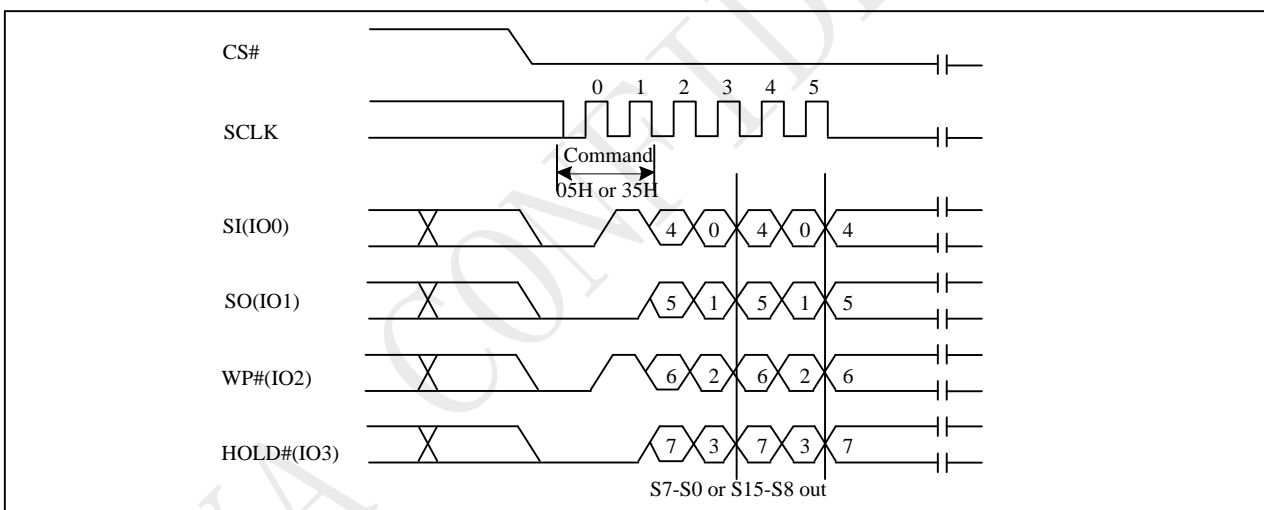 CS#
0 1 2 3 4 5
SCLK
Command
05H or 35H
SI(IO0) 4 0 4 0 4
SO(IO1) 5 1 5 1 5
WP#(IO2) 6 2 6 2 6
HOLD#(IO3) 7 3 7 3 7
S7-S0 or S15-S8 out